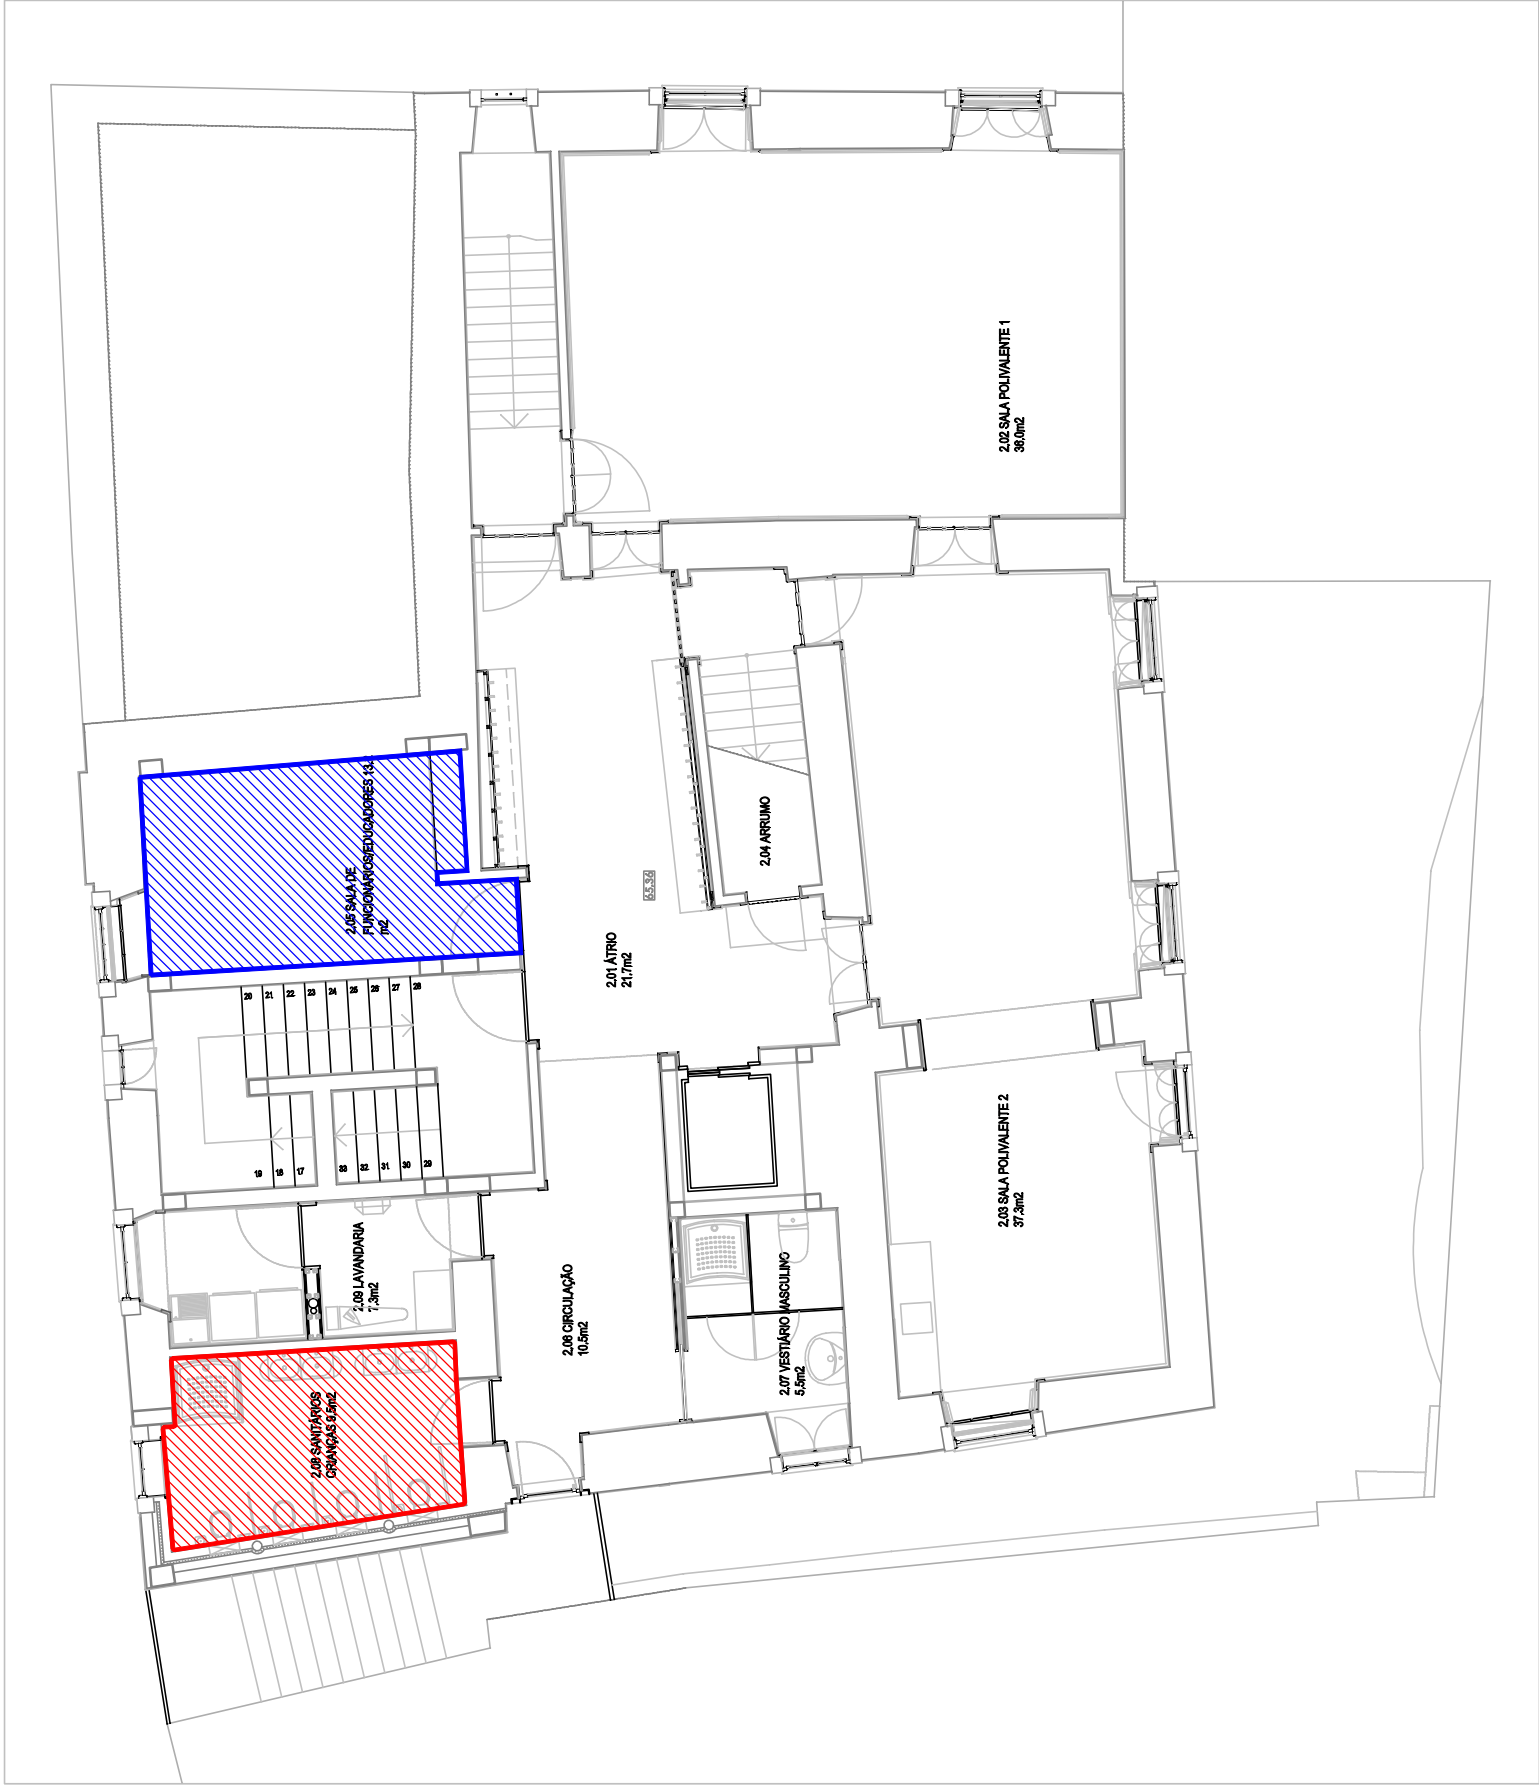 2.02 SALA POLIVALENTE 1
36.0m2
2.05 SALA DE
FUNCIONÁRIOS/EDUCADORES 13.
m2
2.04 ARRUMO
65.36
2.01 ÁTRIO
21.7m2
20
21
22
23
24
25
26
27
28
19
18
17
33
32
31
30
29
2.03 SALA POLIVALENTE 2
37.3m2
2.09 LAVANDARIA
7.3m2
2.06 CIRCULAÇÃO
10.5m2
2.07 VESTIÁRIO MASCULINO
5.5m2
2.08 SANITÁRIOS
CRIANÇAS 9.5m2